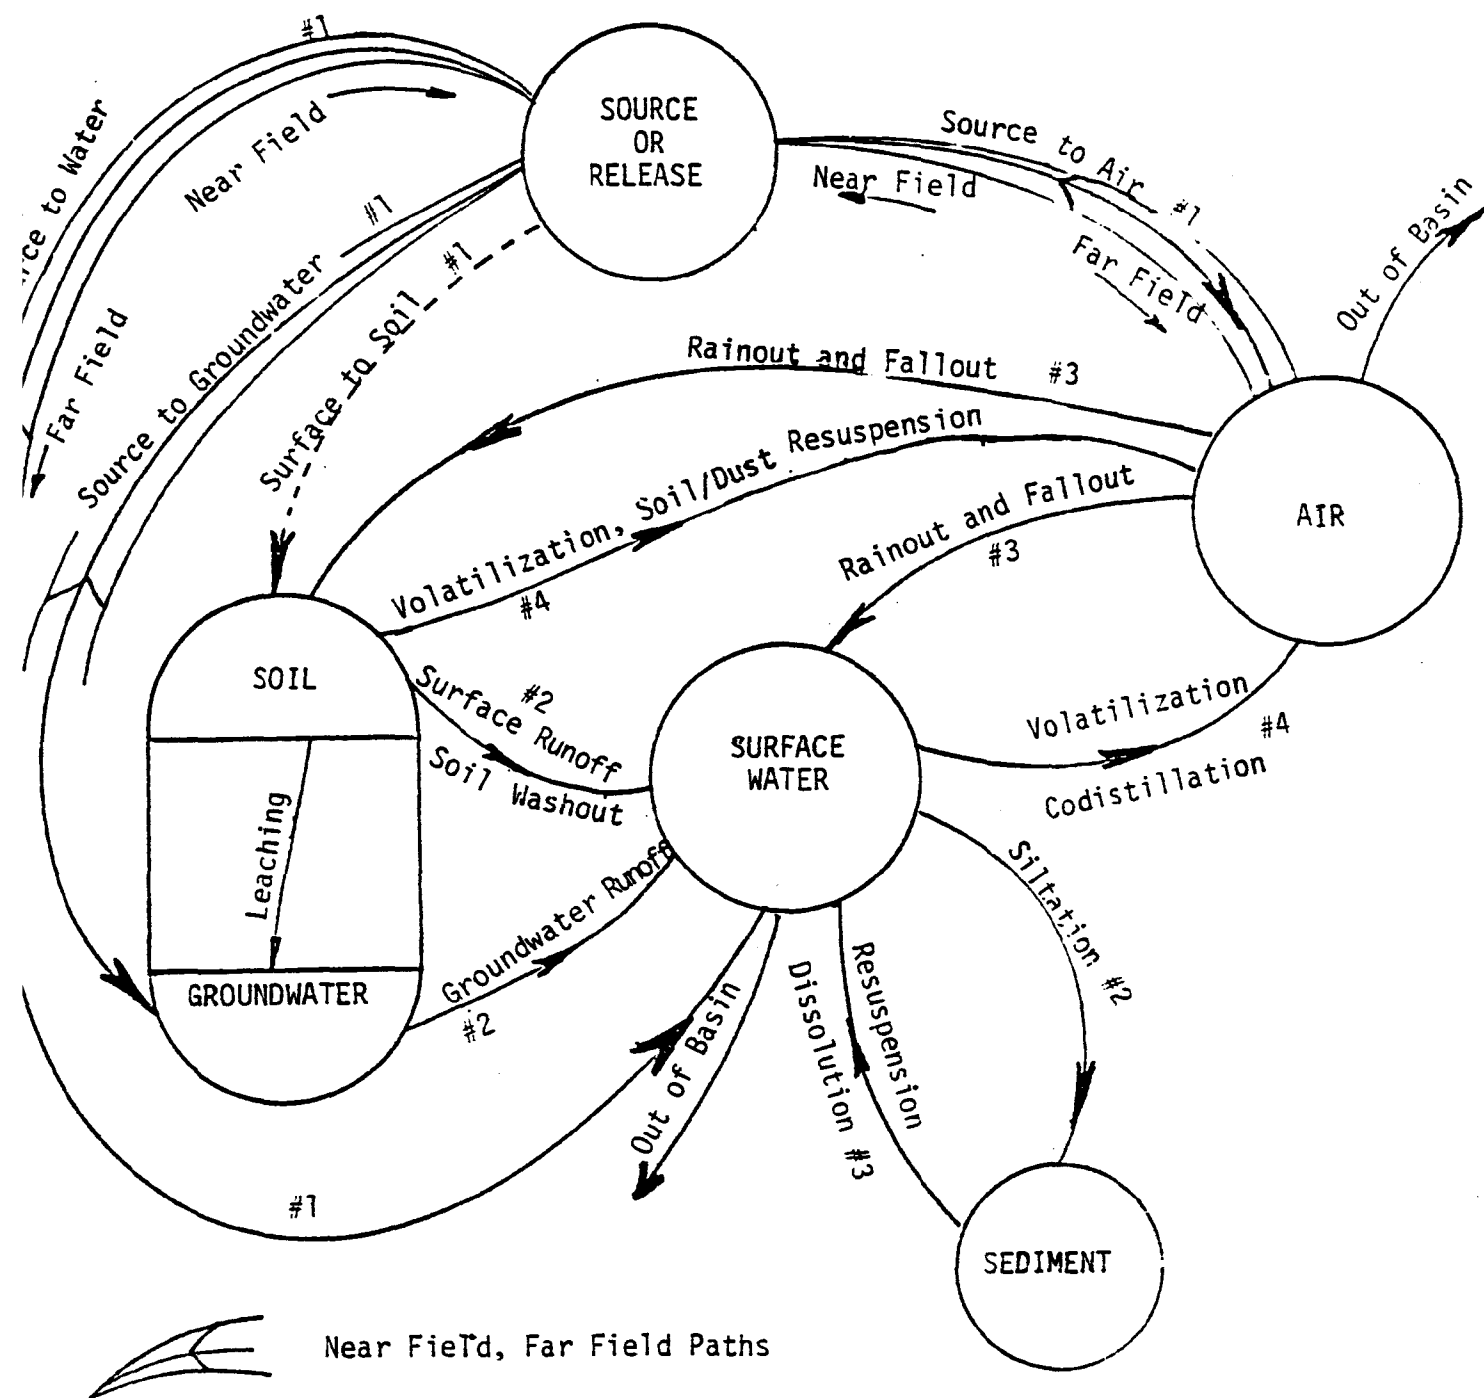 #1
SOURCE
OR
RELEASE
Source to Air #1
Near Field
Far Field
Out of Basin
rce to Water
Near Field
Far Field
Source to Groundwater #1
Surface to Soil #1
Rainout and Fallout #3
Volatilization, Soil/Dust Resuspension
#4
Rainout and Fallout
#3
AIR
SOIL
Surface Runoff
#2
Soil Washout
SURFACE
WATER
Volatilization
#4
Codistillation
Leaching
Groundwater Runoff
#2
GROUNDWATER
Siltation #2
Resuspension
Dissolution #3
Out of Basin
#1
SEDIMENT
Near Field, Far Field Paths